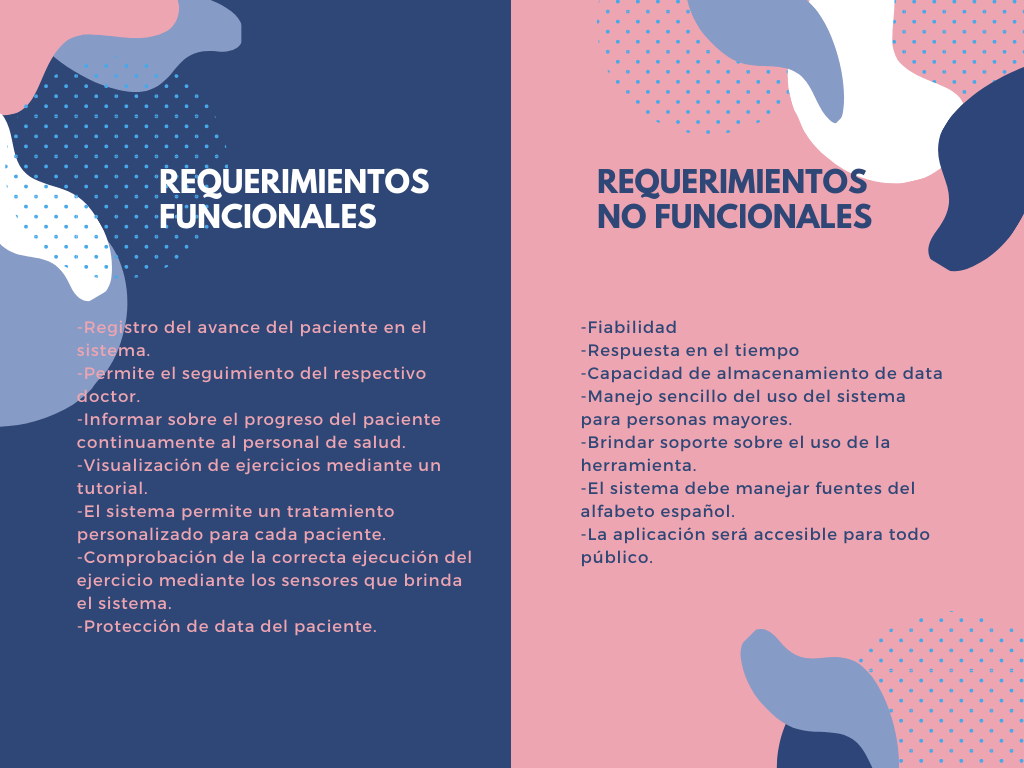 REQUERIMIENTOS
FUNCIONALES
-Registro del avance del paciente en el
sistema.
-Permite el seguimiento del respectivo
doctor.
-Informar sobre el progreso del paciente
continuamente al personal de salud.
-Visualización de ejercicios mediante un
tutorial.
-El sistema permite un tratamiento
personalizado para cada paciente.
-Comprobación de la correcta ejecución del
ejercicio mediante los sensores que brinda
el sistema.
-Protección de data del paciente.
REQUERIMIENTOS
NO FUNCIONALES
-Fiabilidad
-Respuesta en el tiempo
-Capacidad de almacenamiento de data
-Manejo sencillo del uso del sistema
para personas mayores.
-Brindar soporte sobre el uso de la
herramienta.
-El sistema debe manejar fuentes del
alfabeto español.
-La aplicación será accesible para todo
público.